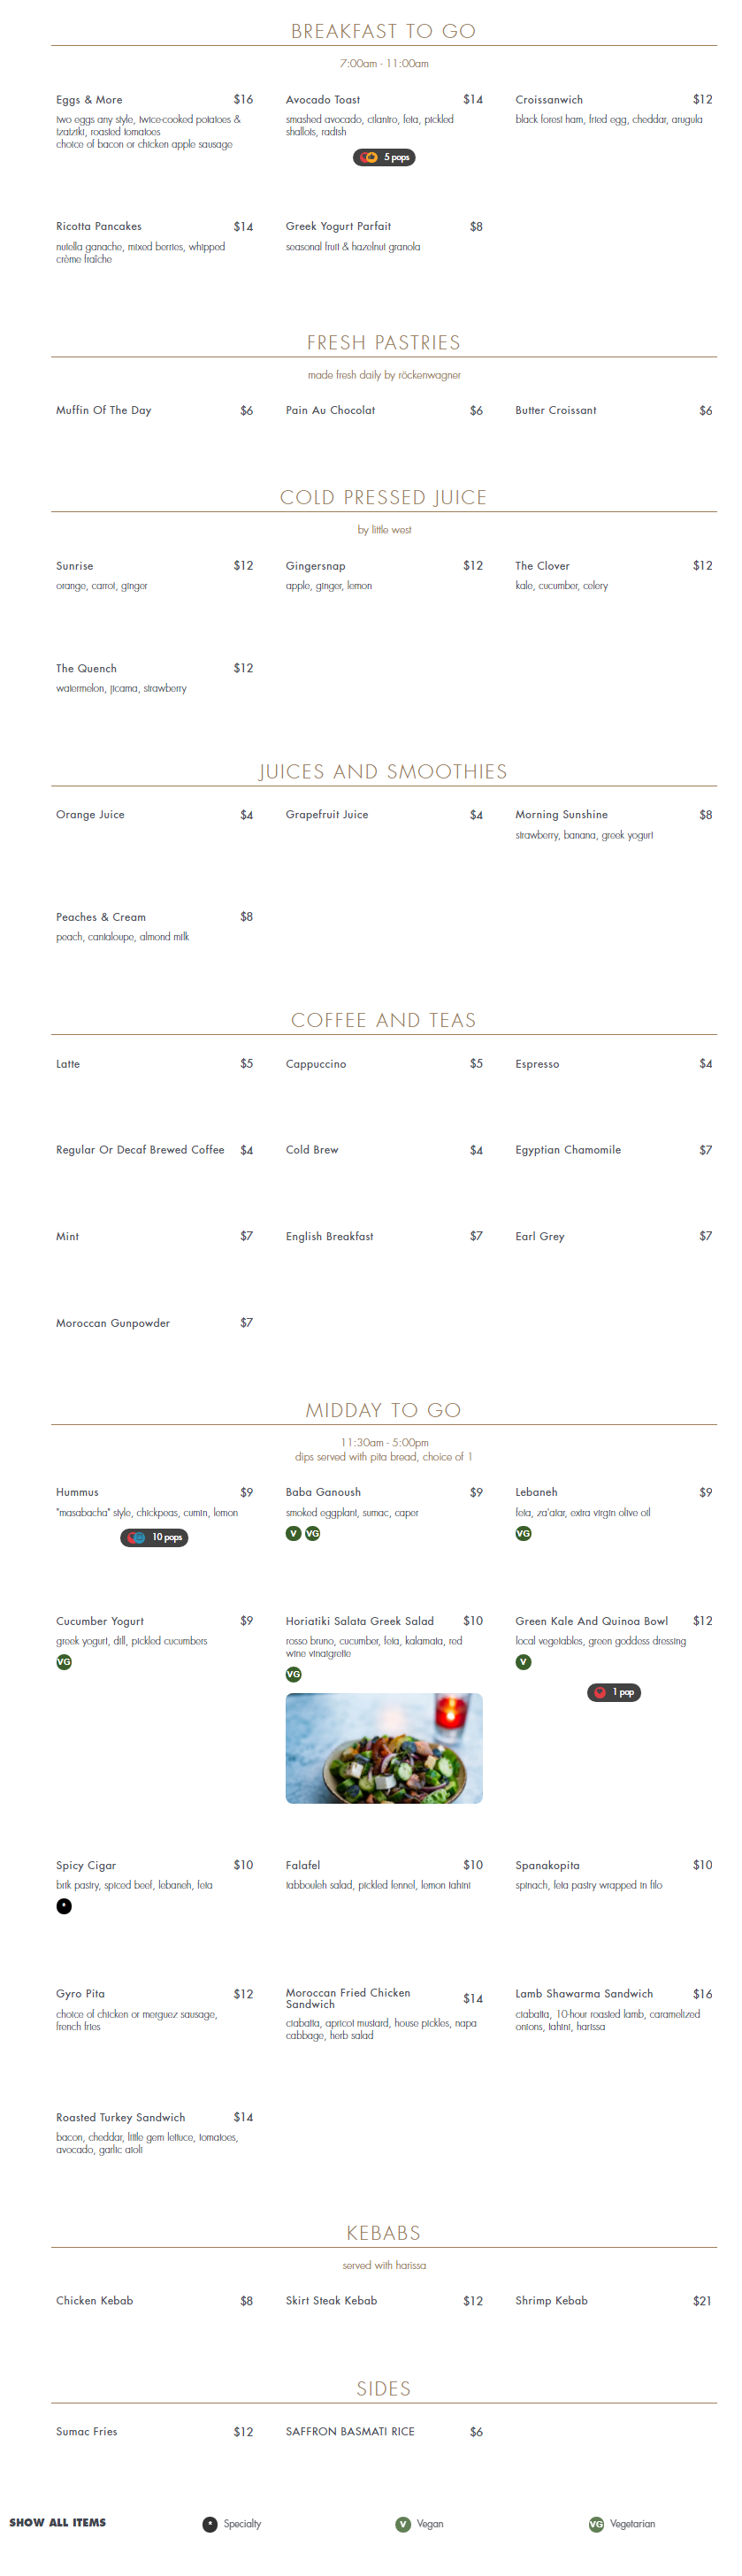 BREAKFAST TO GO
7:00am - 11:00am
Eggs & More $16
two eggs any style, twice-cooked potatoes &
tzatziki, roasted tomatoes
choice of bacon or chicken apple sausage
Avocado Toast $14
smashed avocado, cilantro, feta, pickled
shallots, radish
5 pops
Croissanwich $12
black forest ham, fried egg, cheddar, arugula
Ricotta Pancakes $14
nutella ganache, mixed berries, whipped
crème fraîche
Greek Yogurt Parfait $8
seasonal fruit & hazelnut granola
FRESH PASTRIES
made fresh daily by röckenwagner
Muffin Of The Day $6
Pain Au Chocolat $6
Butter Croissant $6
COLD PRESSED JUICE
by little west
Sunrise $12
orange, carrot, ginger
Gingersnap $12
apple, ginger, lemon
The Clover $12
kale, cucumber, celery
The Quench $12
watermelon, jicama, strawberry
JUICES AND SMOOTHIES
Orange Juice $4
Grapefruit Juice $4
Morning Sunshine $8
strawberry, banana, greek yogurt
Peaches & Cream $8
peach, cantaloupe, almond milk
COFFEE AND TEAS
Latte $5
Cappuccino $5
Espresso $4
Regular Or Decaf Brewed Coffee $4
Cold Brew $4
Egyptian Chamomile $7
Mint $7
English Breakfast $7
Earl Grey $7
Moroccan Gunpowder $7
MIDDAY TO GO
11:30am - 5:00pm
dips served with pita bread, choice of 1
Hummus $9
"masabacha" style, chickpeas, cumin, lemon
10 pops
Baba Ganoush $9
smoked eggplant, sumac, caper
V VG
Lebaneh $9
feta, za'atar, extra virgin olive oil
VG
Cucumber Yogurt $9
greek yogurt, dill, pickled cucumbers
VG
Horiatiki Salata Greek Salad $10
rosso bruno, cucumber, feta, kalamata, red
wine vinaigrette
VG
Green Kale And Quinoa Bowl $12
local vegetables, green goddess dressing
V
1 pop
Spicy Cigar $10
brik pastry, spiced beef, lebaneh, feta
*
Falafel $10
tabbouleh salad, pickled fennel, lemon tahini
Spanakopita $10
spinach, feta pastry wrapped in filo
Gyro Pita $12
choice of chicken or merguez sausage,
french fries
Moroccan Fried Chicken
Sandwich $14
ciabatta, apricot mustard, house pickles, napa
cabbage, herb salad
Lamb Shawarma Sandwich $16
ciabatta, 10-hour roasted lamb, caramelized
onions, tahini, harissa
Roasted Turkey Sandwich $14
bacon, cheddar, little gem lettuce, tomatoes,
avocado, garlic aioli
KEBABS
served with harissa
Chicken Kebab $8
Skirt Steak Kebab $12
Shrimp Kebab $21
SIDES
Sumac Fries $12
SAFFRON BASMATI RICE $6
SHOW ALL ITEMS
* Specialty
V Vegan
VG Vegetarian